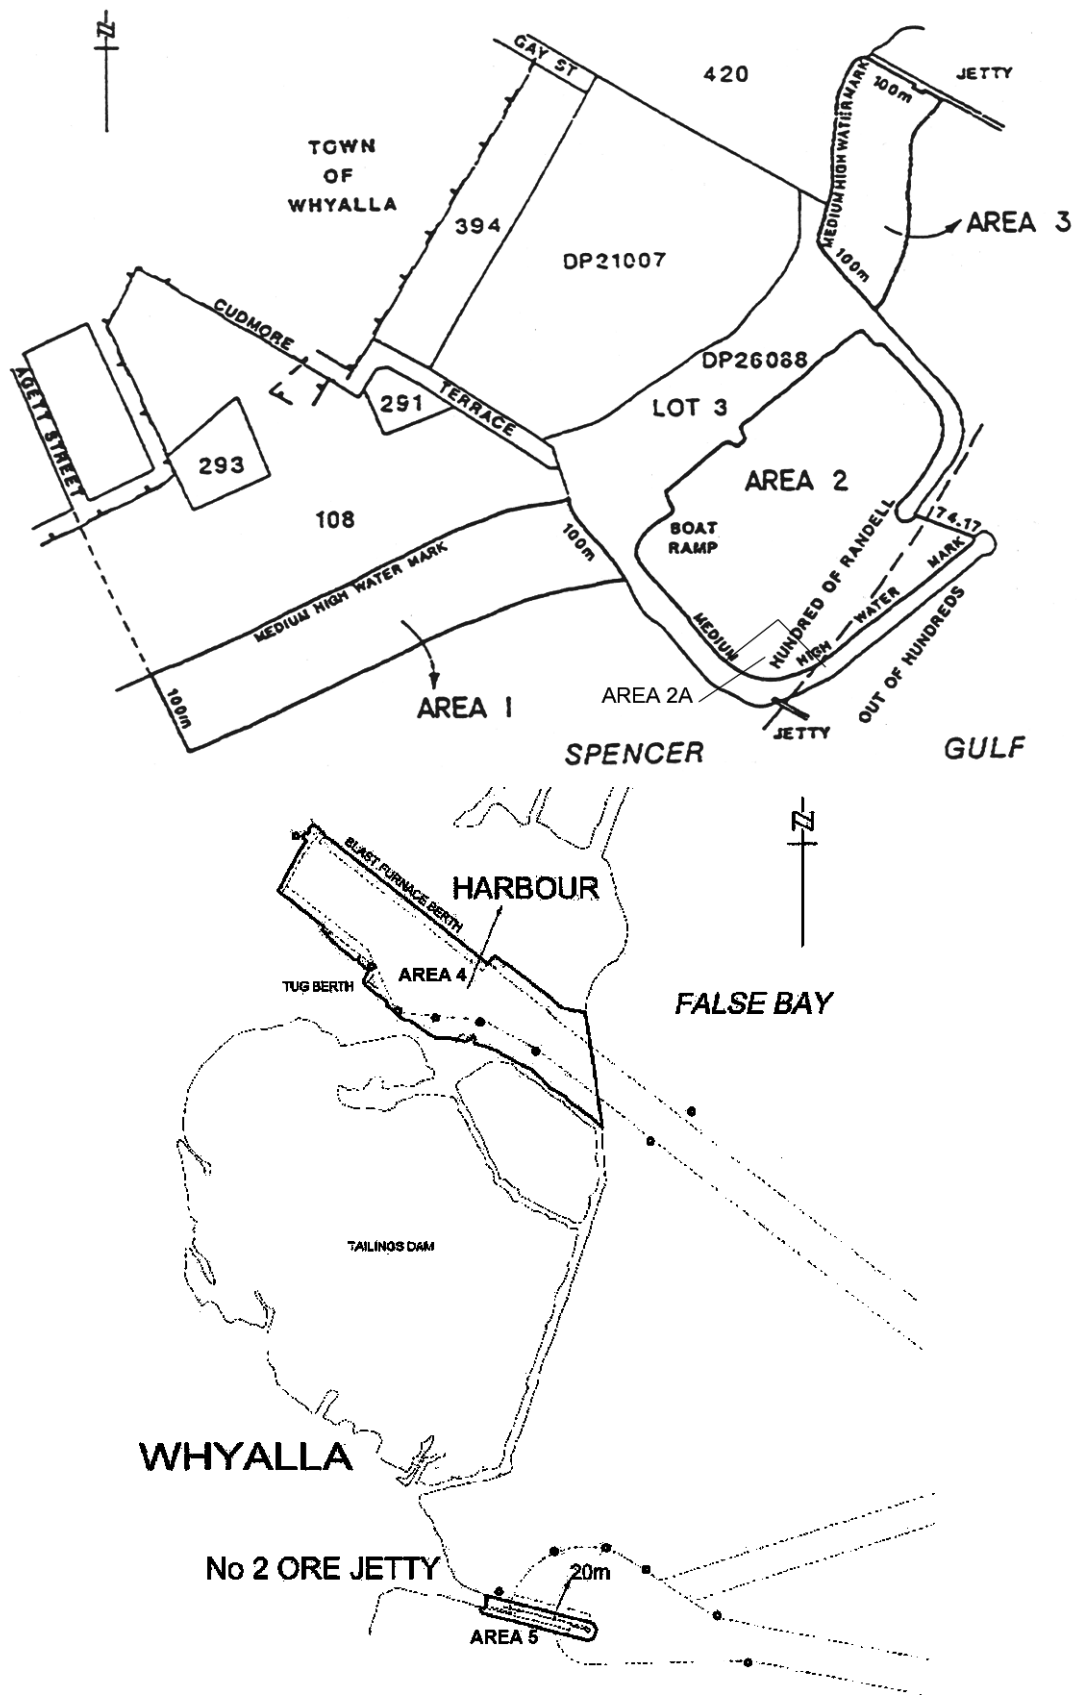 N
GAY ST
420
JETTY
100m
MEDIUM HIGH WATER MARK
TOWN
OF
WHYALLA
394
AREA 3
DP21007
100m
CUDMORE
DP26088
AGETT STREET
291
TERRACE
LOT 3
293
AREA 2
108
BOAT
RAMP
174.17
100m
MEDIUM HIGH WATER MARK
HUNDRED OF RANDELL
MEDIUM HIGH WATER MARK
OUT OF HUNDREDS
AREA 2A
100m
AREA 1
JETTY
SPENCER GULF
N
BLAST FURNACE BERTH
HARBOUR
AREA 4
TUG BERTH
FALSE BAY
TAILINGS DAM
WHYALLA
No 2 ORE JETTY
20m
AREA 5